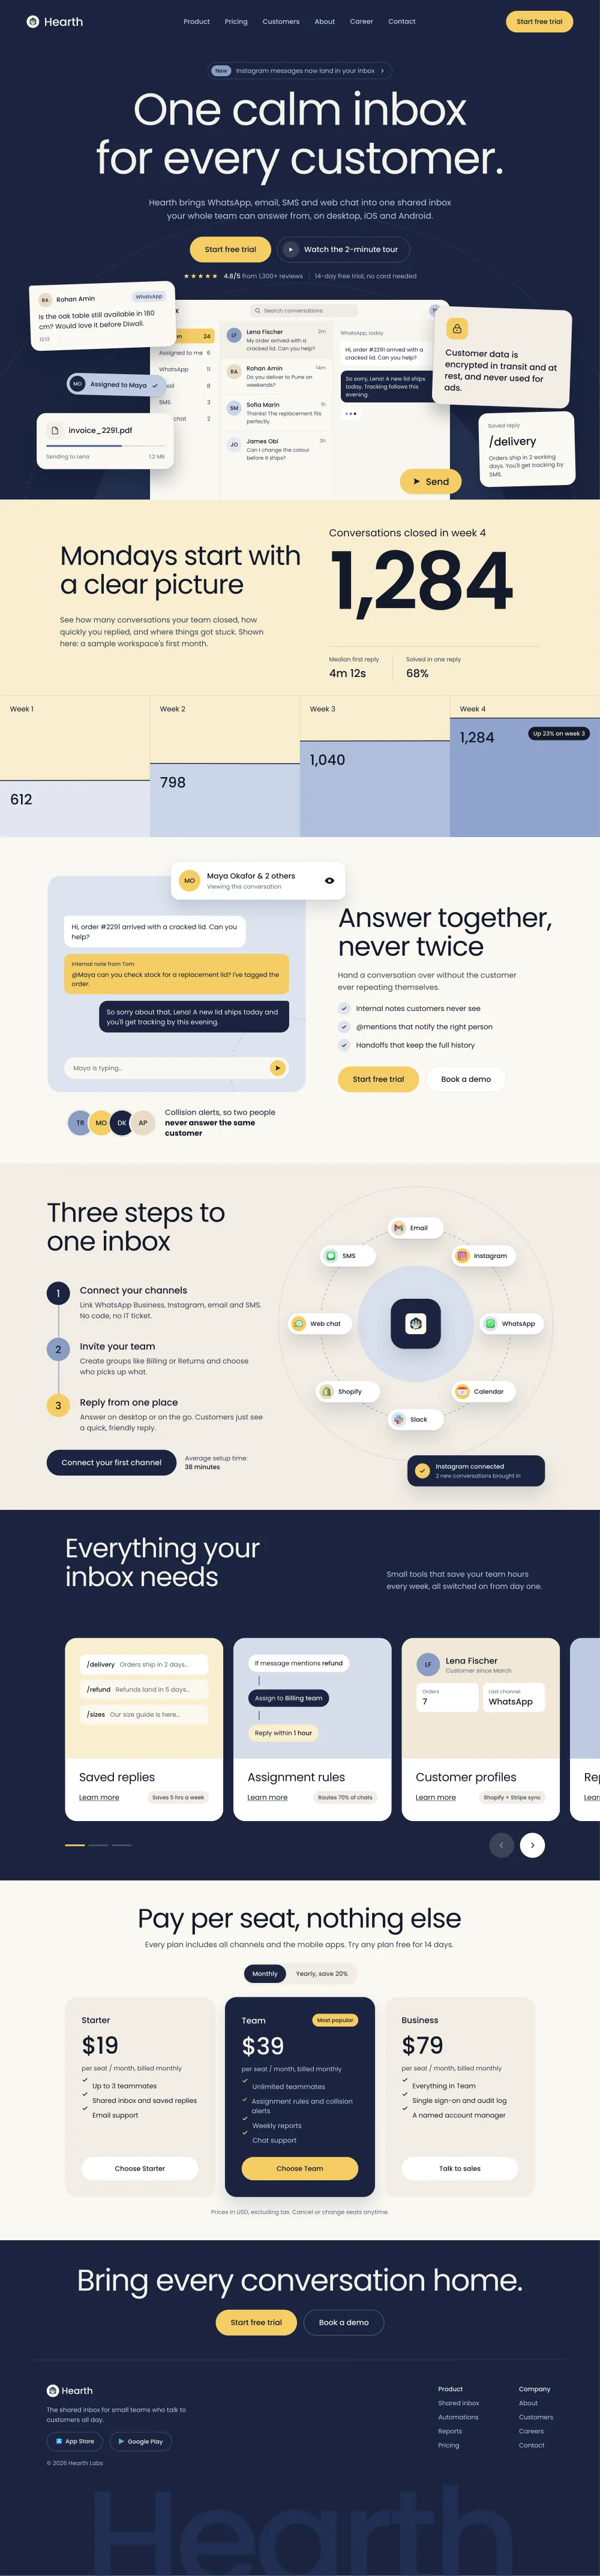 Hearth
Product
Pricing
Customers
About
Career
Contact
Start free trial
New
Instagram messages now land in your inbox
One calm inbox
for every customer.
Hearth brings WhatsApp, email, SMS and web chat into one shared inbox
your whole team can answer from, on desktop, iOS and Android.
Start free trial
Watch the 2-minute tour
4.8/5 from 1,300+ reviews
14-day free trial, no card needed
RA
Rohan Amin
WhatsApp
Is the oak table still available in 180
cm? Would love it before Diwali.
12:13
MO
Assigned to Maya
invoice_2291.pdf
Sending to Lena
1.2 MB
Search conversations
24
Assigned to me 6
WhatsApp 11
8
SMS 3
chat 2
LF
Lena Fischer
2m
My order arrived with a
cracked lid. Can you help?
RA
Rohan Amin
14m
Do you deliver to Pune on
weekends?
SM
Sofia Marin
1h
Thanks! The replacement fits
perfectly.
JO
James Obi
3h
Can I change the colour
before it ships?
WhatsApp, today
Hi, order #2291 arrived with a
cracked lid. Can you help?
So sorry, Lena! A new lid ships
today. Tracking follows this
evening.
Send
Customer data is
encrypted in transit and at
rest, and never used for
ads.
Saved reply
/delivery
Orders ship in 2 working
days. You'll get tracking by
SMS.
Mondays start with
a clear picture
See how many conversations your team closed, how
quickly you replied, and where things got stuck. Shown
here: a sample workspace's first month.
Conversations closed in week 4
1,284
Median first reply
4m 12s
Solved in one reply
68%
Week 1
612
Week 2
798
Week 3
1,040
Week 4
1,284
Up 23% on week 3
MO
Maya Okafor & 2 others
Viewing this conversation
Hi, order #2291 arrived with a cracked lid. Can you
help?
Internal note from Tom
@Maya can you check stock for a replacement lid? I've tagged the
order.
So sorry about that, Lena! A new lid ships today and
you'll get tracking by this evening.
Maya is typing...
TR
MO
DK
AP
Collision alerts, so two people
never answer the same
customer
Answer together,
never twice
Hand a conversation over without the customer
ever repeating themselves.
Internal notes customers never see
@mentions that notify the right person
Handoffs that keep the full history
Start free trial
Book a demo
Three steps to
one inbox
1
Connect your channels
Link WhatsApp Business, Instagram, email and SMS.
No code, no IT ticket.
2
Invite your team
Create groups like Billing or Returns and choose
who picks up what.
3
Reply from one place
Answer on desktop or on the go. Customers just see
a quick, friendly reply.
Connect your first channel
Average setup time:
38 minutes
Email
SMS
Instagram
Web chat
WhatsApp
Shopify
Calendar
Slack
Instagram connected
2 new conversations brought in
Everything your
inbox needs
Small tools that save your team hours
every week, all switched on from day one.
/delivery Orders ship in 2 days...
/refund Refunds land in 5 days...
/sizes Our size guide is here...
Saved replies
Learn more
Saves 5 hrs a week
If message mentions refund
Assign to Billing team
Reply within 1 hour
Assignment rules
Learn more
Routes 70% of chats
LF
Lena Fischer
Customer since March
Orders
7
Last channel
WhatsApp
Customer profiles
Learn more
Shopify + Stripe sync
Rep
Learn
Pay per seat, nothing else
Every plan includes all channels and the mobile apps. Try any plan free for 14 days.
Monthly
Yearly, save 20%
Starter
$19
per seat / month, billed monthly
Up to 3 teammates
Shared inbox and saved replies
Email support
Choose Starter
Team
Most popular
$39
per seat / month, billed monthly
Unlimited teammates
Assignment rules and collision
alerts
Weekly reports
Chat support
Choose Team
Business
$79
per seat / month, billed monthly
Everything in Team
Single sign-on and audit log
A named account manager
Talk to sales
Prices in USD, excluding tax. Cancel or change seats anytime.
Bring every conversation home.
Start free trial
Book a demo
Hearth
The shared inbox for small teams who talk to
customers all day.
App Store
Google Play
© 2026 Hearth Labs
Product
Shared inbox
Automations
Reports
Pricing
Company
About
Customers
Careers
Contact
Hearth